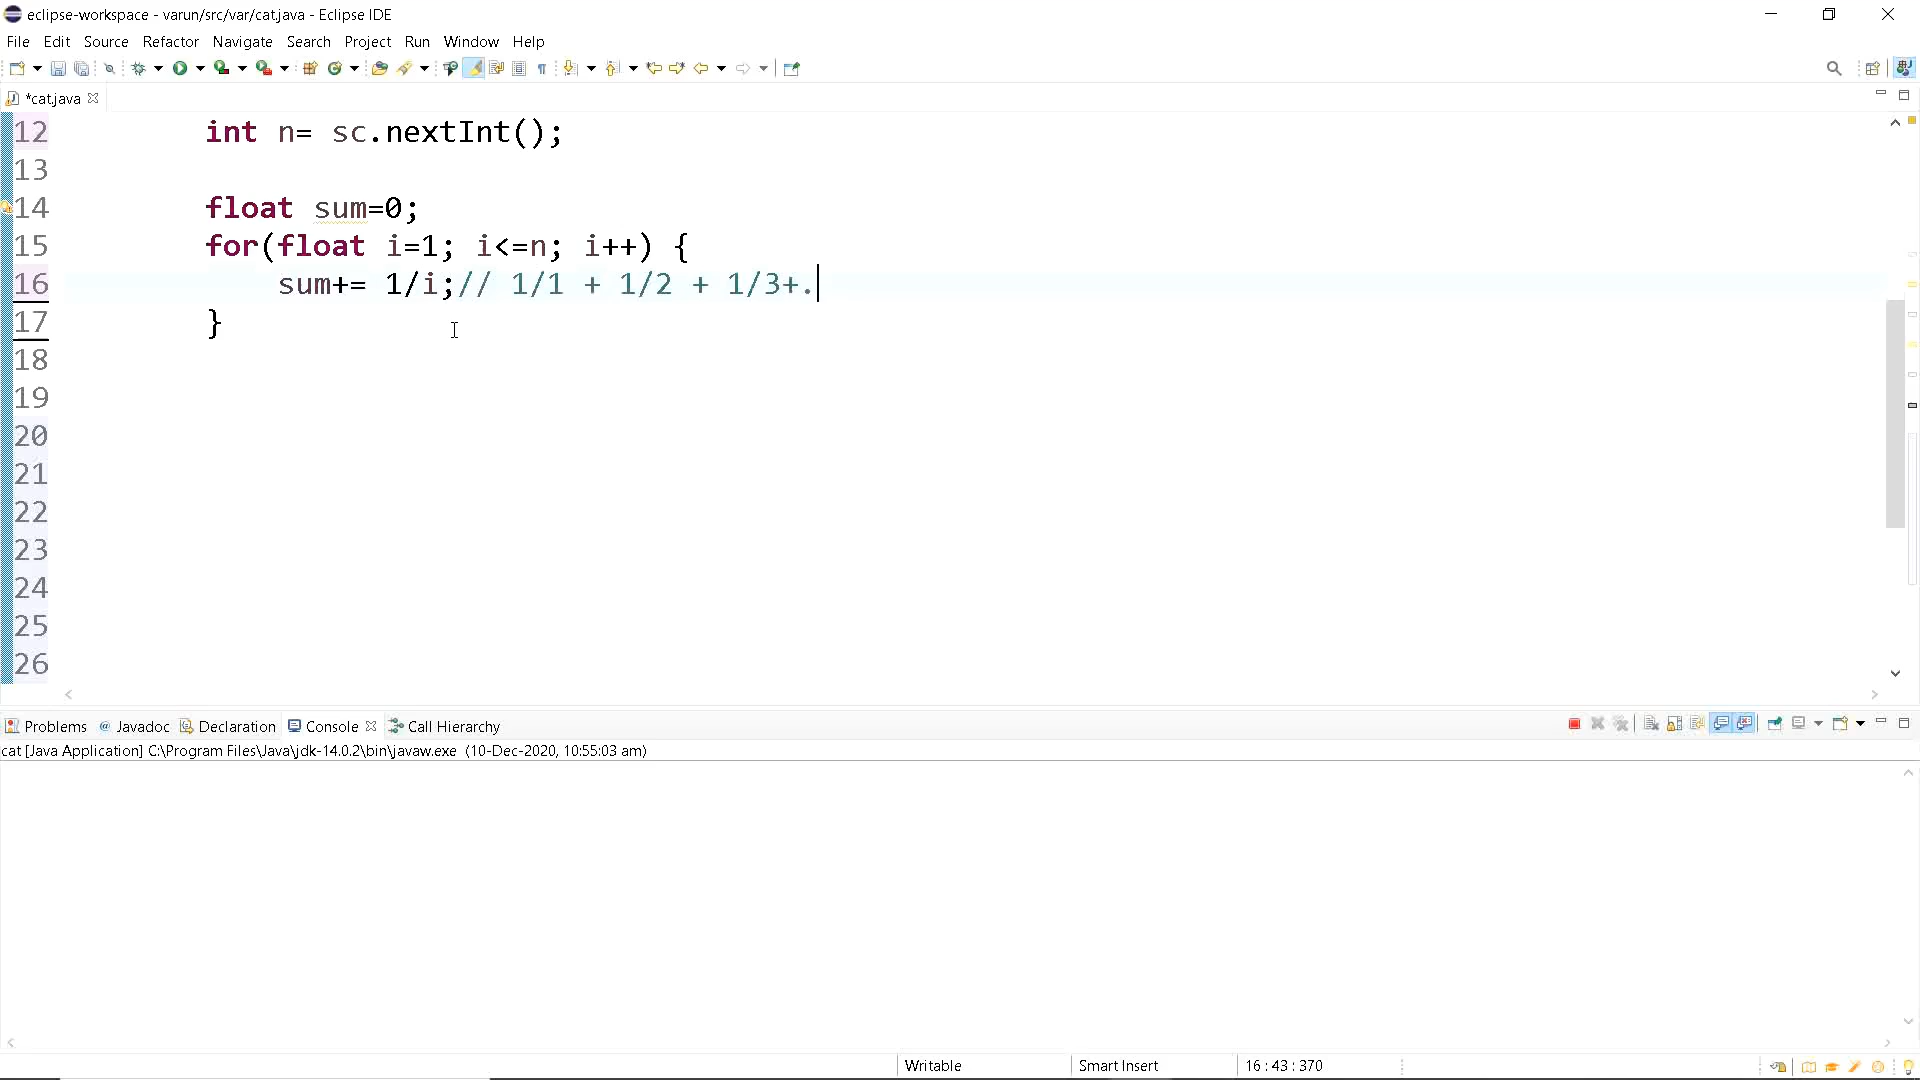 eclipse-workspace - varun/src/var/cat.java - Eclipse IDE
File Edit Source Refactor Navigate Search Project Run Window Help
*cat.java
12 int n= sc.nextInt();
13
14 float sum=0;
15 for(float i=1; i<=n; i++) {
16 sum+= 1/i;// 1/1 + 1/2 + 1/3+.
17 }
18
19
20
21
22
23
24
25
26
Problems @ Javadoc Declaration Console Call Hierarchy
cat [Java Application] C:\Program Files\Java\jdk-14.0.2\bin\javaw.exe (10-Dec-2020, 10:55:03 am)
Writable Smart Insert 16 : 43 : 370